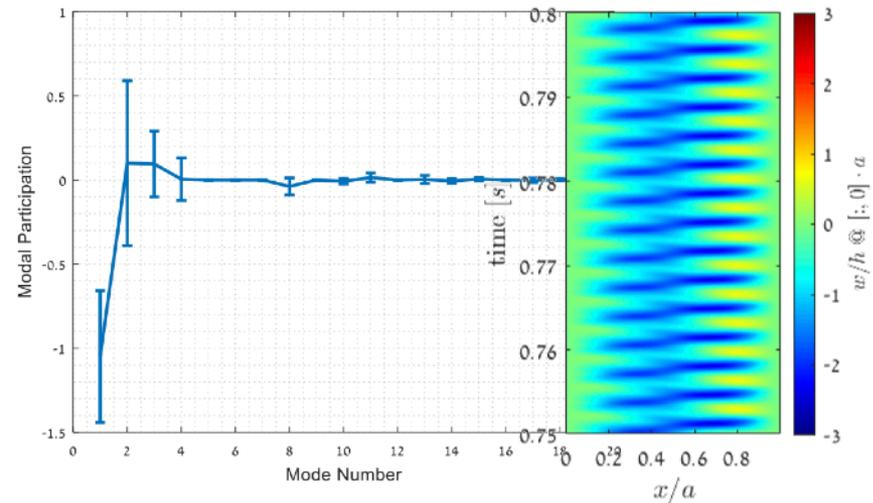 1
0.5
0
-0.5
-1
-1.5
Modal Participation
0 2 4 6 8 10 12 14 16 18 20
Mode Number
0.8
0.79
0.78
0.77
0.76
0.75
time [s]
0 0.2 0.4 0.6 0.8
x/a
3
2
1
0
-1
-2
-3
w/h @ [:, 0] · a